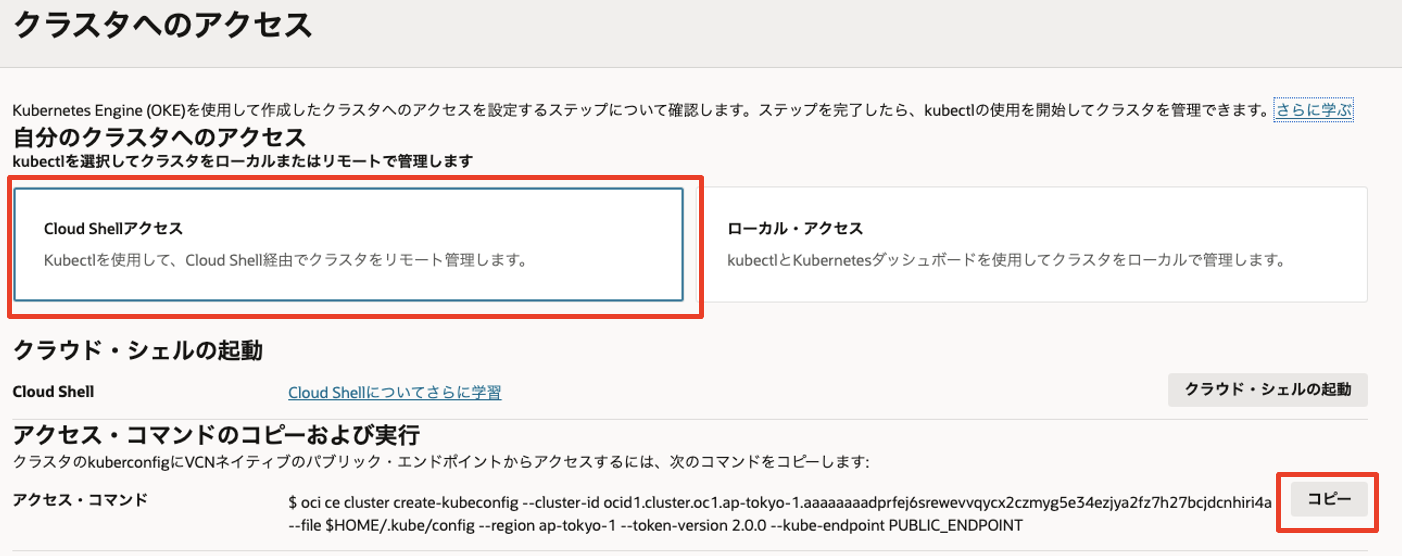 クラスタへのアクセス
Kubernetes Engine (OKE)を使用して作成したクラスタへのアクセスを設定するステップについて確認します。ステップを完了したら、kubectlの使用を開始してクラスタを管理できます。さらに学ぶ
自分のクラスタへのアクセス
kubectlを選択してクラスタをローカルまたはリモートで管理します
Cloud Shellアクセス
Kubectlを使用して、Cloud Shell経由でクラスタをリモート管理します。
ローカル・アクセス
kubectlとKubernetesダッシュボードを使用してクラスタをローカルで管理します。
クラウド・シェルの起動
Cloud Shell
Cloud Shellについてさらに学習
クラウド・シェルの起動
アクセス・コマンドのコピーおよび実行
クラスタのkuberconfigにVCNネイティブのパブリック・エンドポイントからアクセスするには、次のコマンドをコピーします:
アクセス・コマンド
$ oci ce cluster create-kubeconfig --cluster-id ocid1.cluster.oc1.ap-tokyo-1.aaaaaaaadprfej6srewevvqycx2czmyg5e34ezjya2fz7h27bcjdcnhiri4a
--file $HOME/.kube/config --region ap-tokyo-1 --token-version 2.0.0 --kube-endpoint PUBLIC_ENDPOINT
コピー